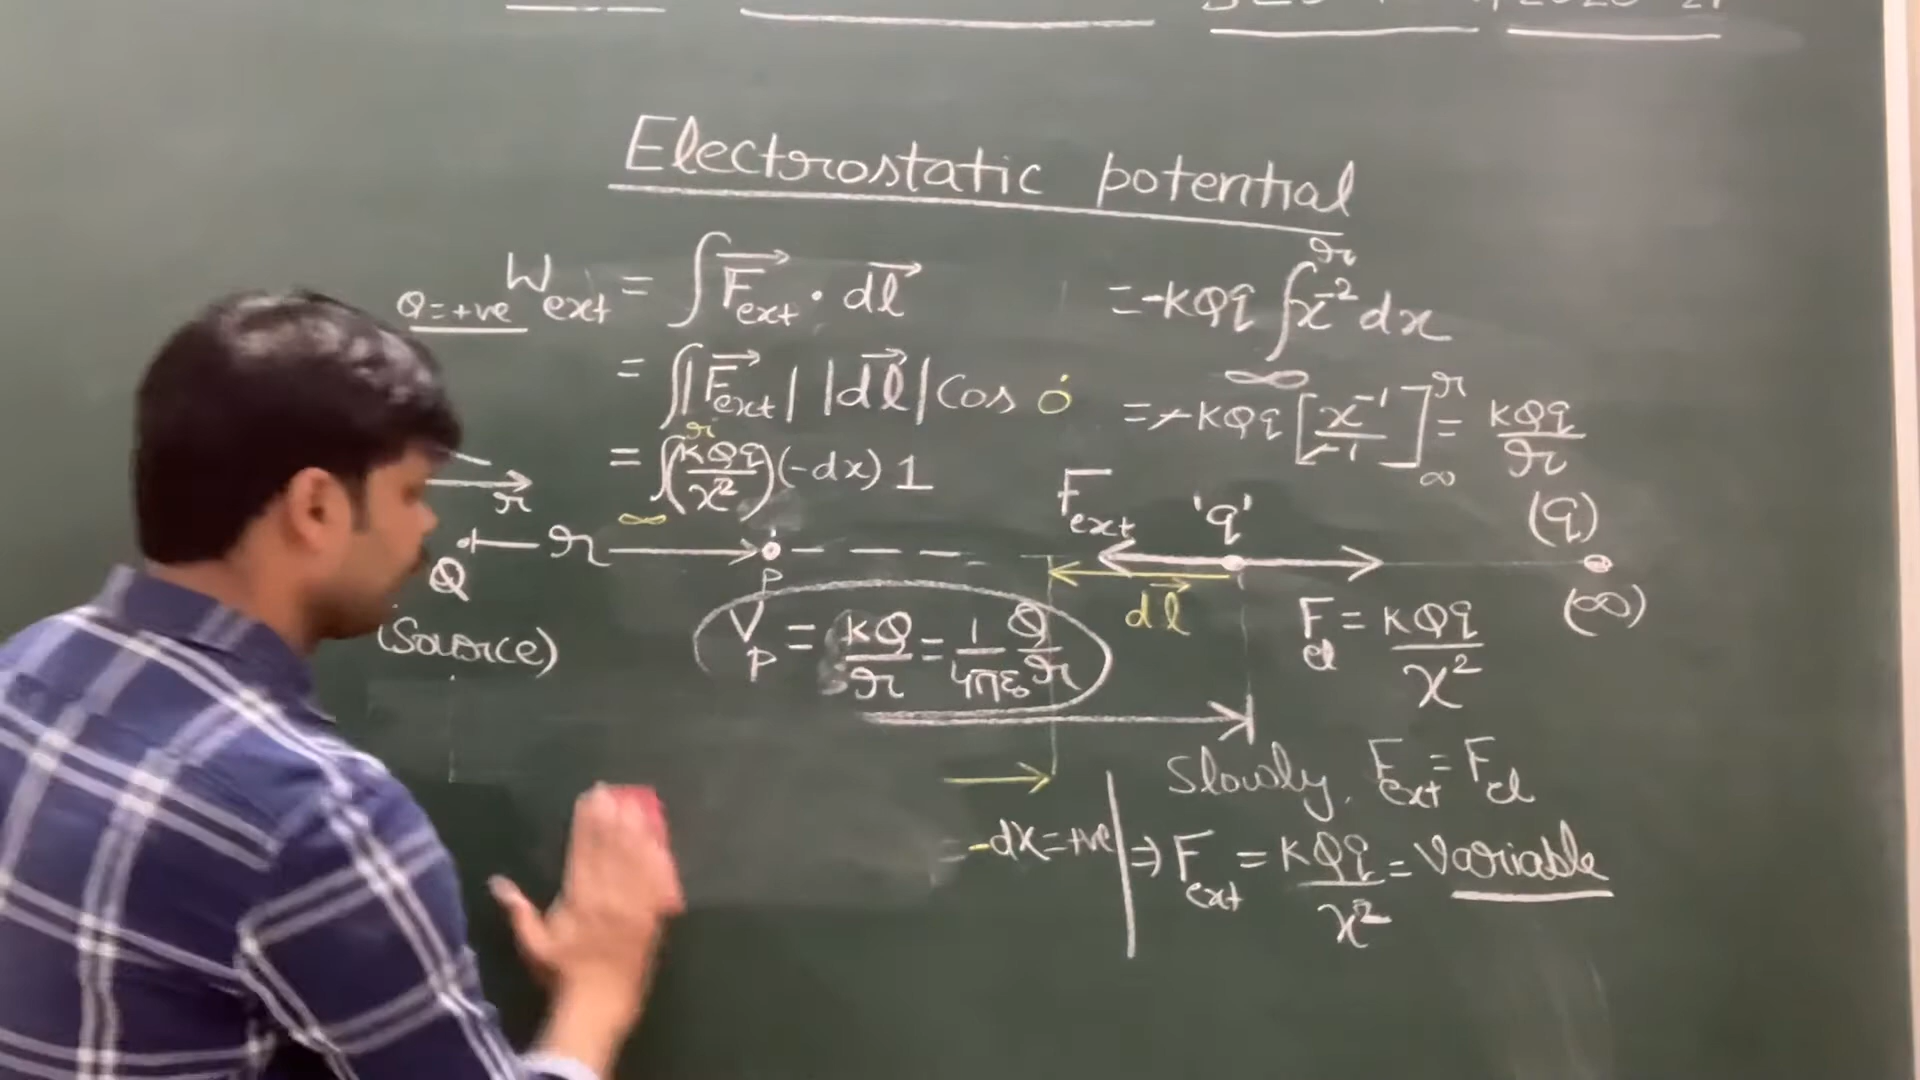 Electrostatic potential
Q=+ve
W_ext = ∫ F⃗_ext · dl⃗
= ∫|F⃗_ext| |dl⃗| Cos 0°
= ∫_∞^r (KQq/x²) (-dx) 1
= -KQq ∫_∞^r x⁻² dx
= -KQq [x⁻¹/-1]_∞^r = KQq/r
r
F_ext 'q' (q)
Q r P
(Source)
dl⃗
(∞)
V_P = KQ/r = 1/4πε₀ Q/r
F_el = KQq/x²
Slowly, F_ext = F_el
-dx=+ve
⇒ F_ext = KQq/x² = Variable